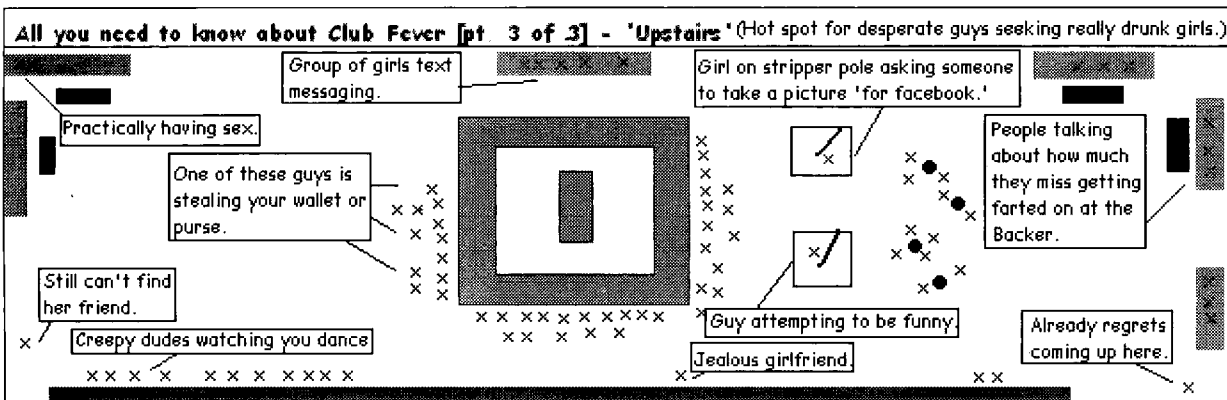 All you need to know about Club Fever [pt 3 of 3] - 'Upstairs' (Hot spot for desperate guys seeking really drunk girls.)
Group of girls text
messaging.
Girl on stripper pole asking someone
to take a picture 'for facebook.'
Practically having sex.
People talking
about how much
they miss getting
farted on at the
Backer.
One of these guys is
stealing your wallet or
purse.
Still can't find
her friend.
Guy attempting to be funny.
Already regrets
coming up here.
Creepy dudes watching you dance
Jealous girlfriend.